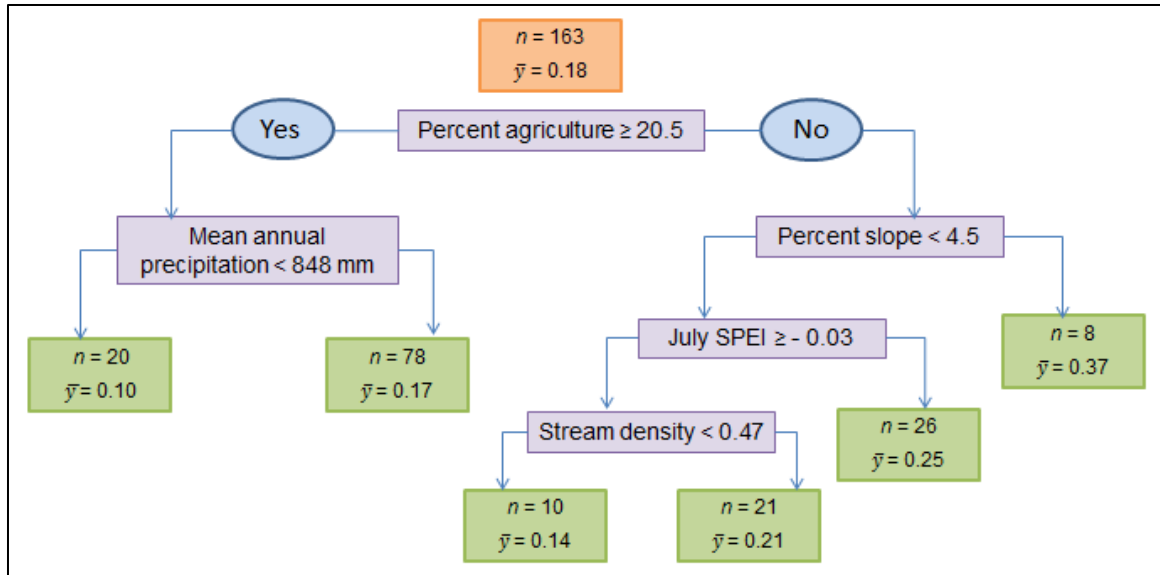 n = 163
ȳ = 0.18
Yes
Percent agriculture ≥ 20.5
No
Mean annual
precipitation < 848 mm
Percent slope < 4.5
n = 20
ȳ = 0.10
n = 78
ȳ = 0.17
July SPEI ≥ - 0.03
n = 8
ȳ = 0.37
Stream density < 0.47
n = 26
ȳ = 0.25
n = 10
ȳ = 0.14
n = 21
ȳ = 0.21